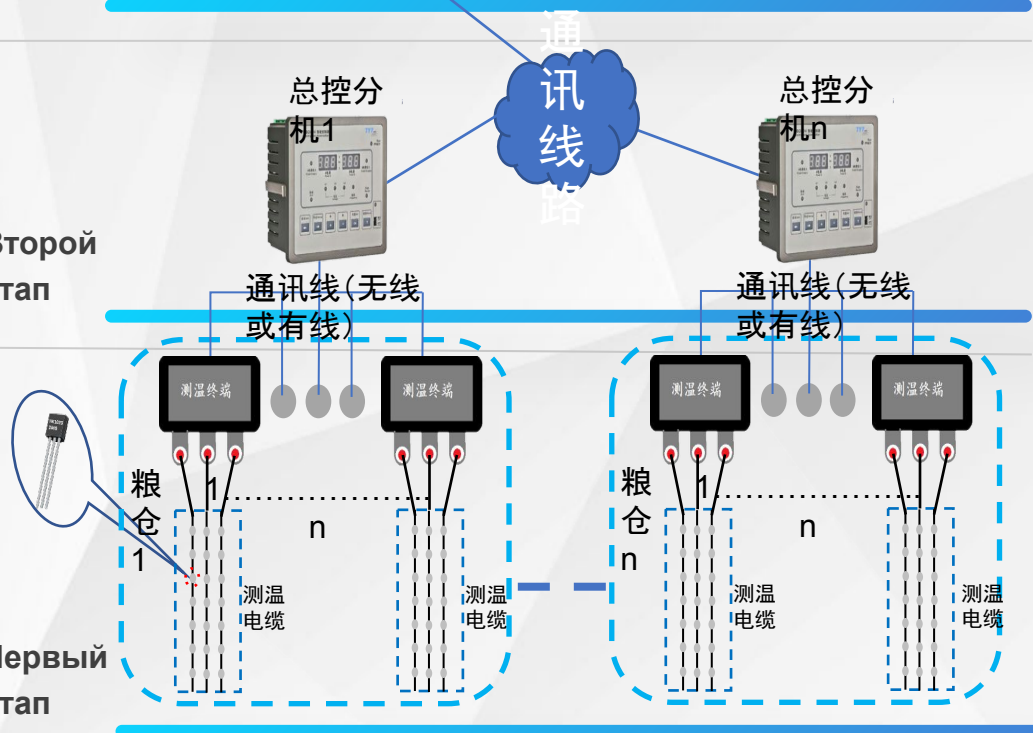 通
讯
线
路
总控分
机1
总控分
机n
Второй
этап
通讯线(无线
或有线)
通讯线(无线
或有线)
测温终端
测温终端
测温终端
测温终端
粮
仓
1
1
n
粮
仓
n
1
n
测温
电缆
测温
电缆
测温
电缆
测温
电缆
Первый
этап